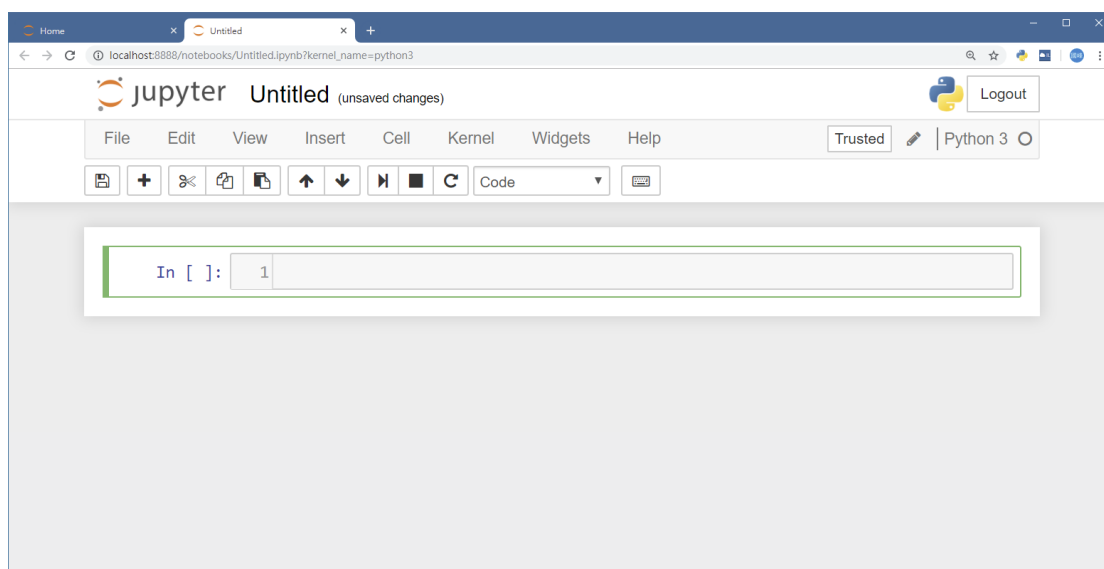 Home
Untitled
localhost:8888/notebooks/Untitled.ipynb?kernel_name=python3
jupyter Untitled (unsaved changes)
Logout
File Edit View Insert Cell Kernel Widgets Help Trusted Python 3
Code
In [ ]: 1